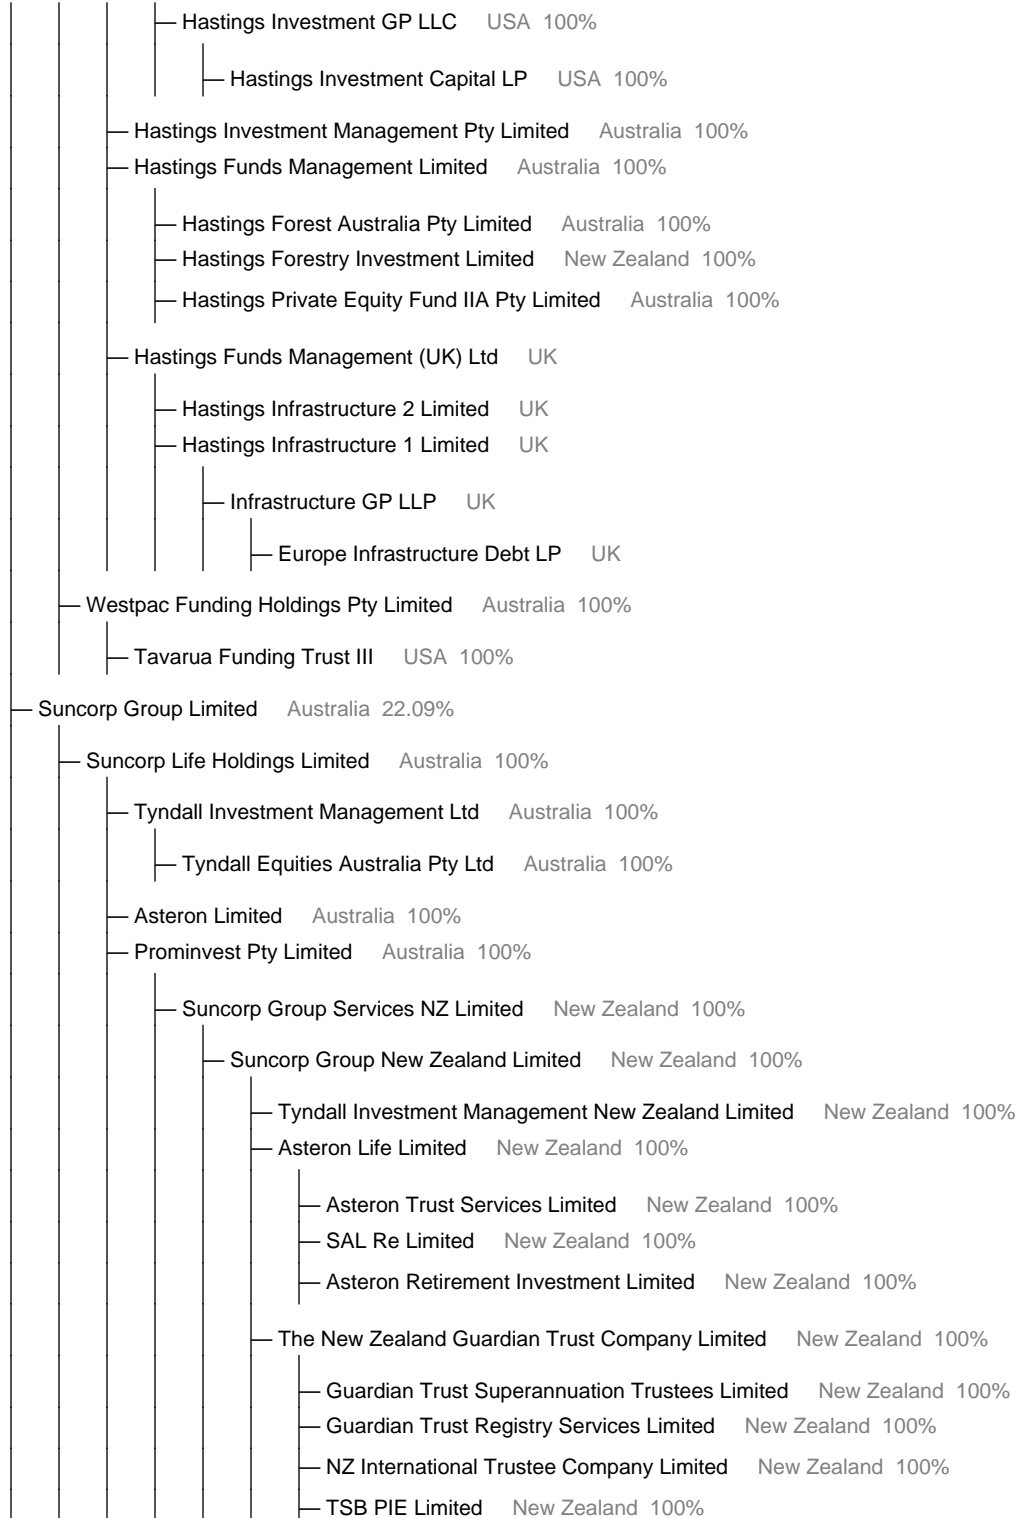 Hastings Investment GP LLC USA 100%
Hastings Investment Capital LP USA 100%
Hastings Investment Management Pty Limited Australia 100%
Hastings Funds Management Limited Australia 100%
Hastings Forest Australia Pty Limited Australia 100%
Hastings Forestry Investment Limited New Zealand 100%
Hastings Private Equity Fund IIA Pty Limited Australia 100%
Hastings Funds Management (UK) Ltd UK
Hastings Infrastructure 2 Limited UK
Hastings Infrastructure 1 Limited UK
Infrastructure GP LLP UK
Europe Infrastructure Debt LP UK
Westpac Funding Holdings Pty Limited Australia 100%
Tavarua Funding Trust III USA 100%
Suncorp Group Limited Australia 22.09%
Suncorp Life Holdings Limited Australia 100%
Tyndall Investment Management Ltd Australia 100%
Tyndall Equities Australia Pty Ltd Australia 100%
Asteron Limited Australia 100%
Prominvest Pty Limited Australia 100%
Suncorp Group Services NZ Limited New Zealand 100%
Suncorp Group New Zealand Limited New Zealand 100%
Tyndall Investment Management New Zealand Limited New Zealand 100%
Asteron Life Limited New Zealand 100%
Asteron Trust Services Limited New Zealand 100%
SAL Re Limited New Zealand 100%
Asteron Retirement Investment Limited New Zealand 100%
The New Zealand Guardian Trust Company Limited New Zealand 100%
Guardian Trust Superannuation Trustees Limited New Zealand 100%
Guardian Trust Registry Services Limited New Zealand 100%
NZ International Trustee Company Limited New Zealand 100%
TSB PIE Limited New Zealand 100%